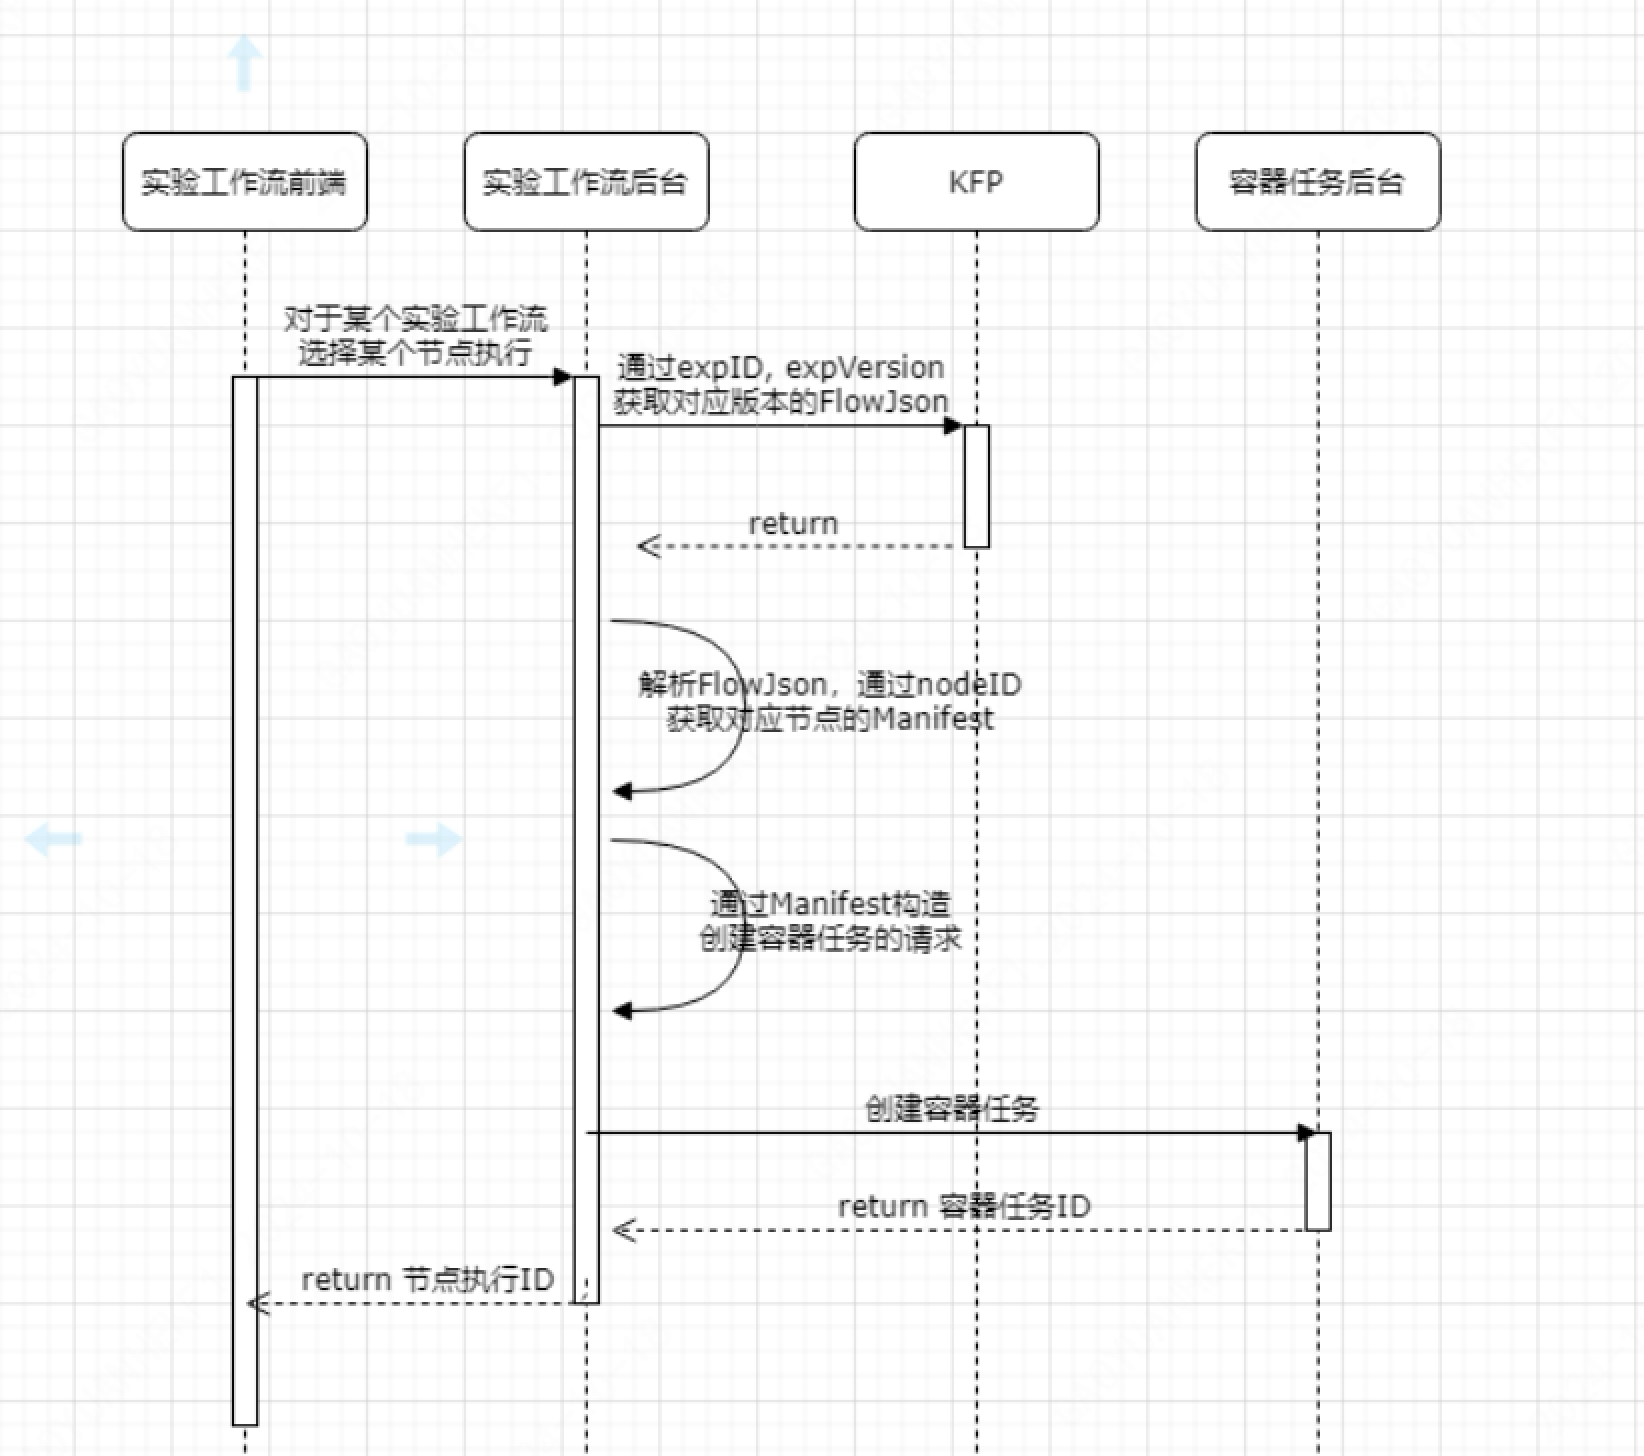 实验工作流前端
实验工作流后台
KFP
容器任务后台
对于某个实验工作流
选择某个节点执行
通过expID, expVersion
获取对应版本的FlowJson
return
解析FlowJson，通过nodeID
获取对应节点的Manifest
通过Manifest构造
创建容器任务的请求
创建容器任务
return 容器任务ID
return 节点执行ID